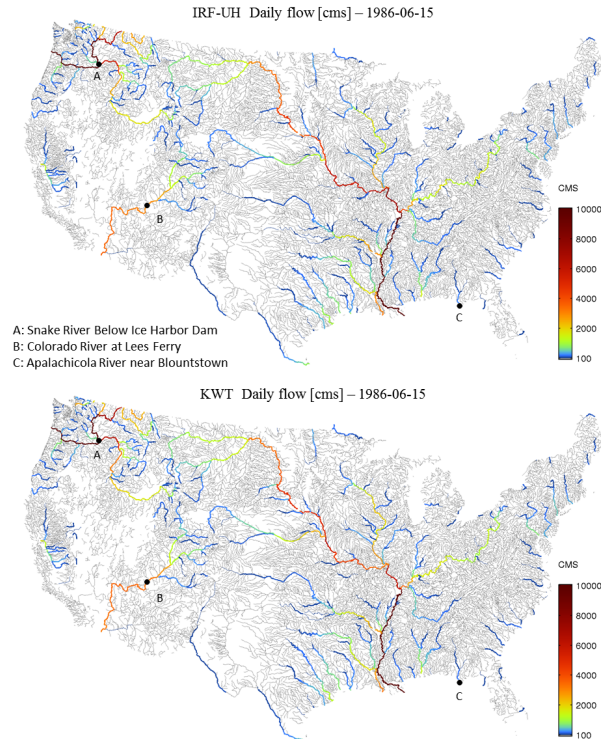 IRF-UH Daily flow [cms] – 1986-06-15
A
B
C
CMS
10000
8000
6000
4000
2000
100
A: Snake River Below Ice Harbor Dam
B: Colorado River at Lees Ferry
C: Apalachicola River near Blountstown
KWT Daily flow [cms] – 1986-06-15
A
B
C
CMS
10000
8000
6000
4000
2000
100